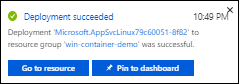 Deployment succeeded 10:49 PM
Deployment 'Microsoft.AppSvcLinux79c60051-8f82' to
resource group 'win-container-demo' was successful.
Go to resource Pin to dashboard